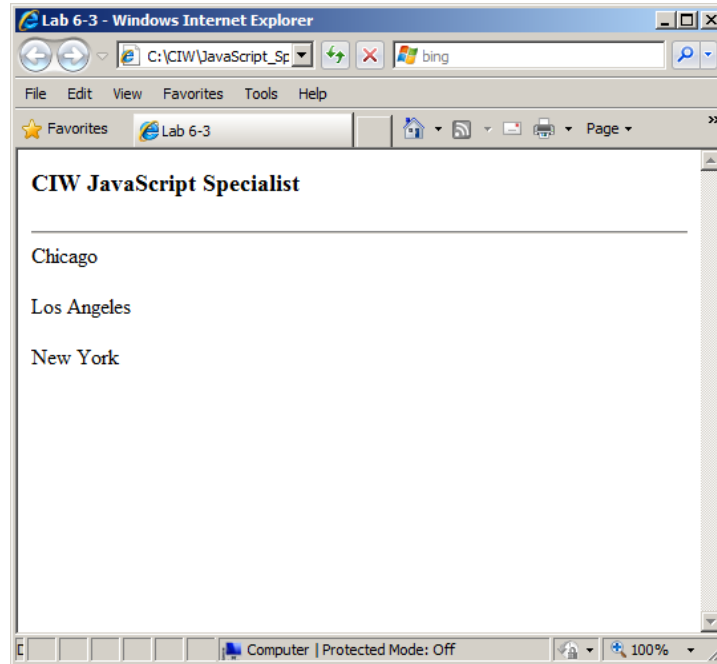 Lab 6-3 - Windows Internet Explorer
C:\CIW\JavaScript_Sp
bing
File Edit View Favorites Tools Help
Favorites Lab 6-3 Page »
CIW JavaScript Specialist
Chicago
Los Angeles
New York
Computer | Protected Mode: Off 100%